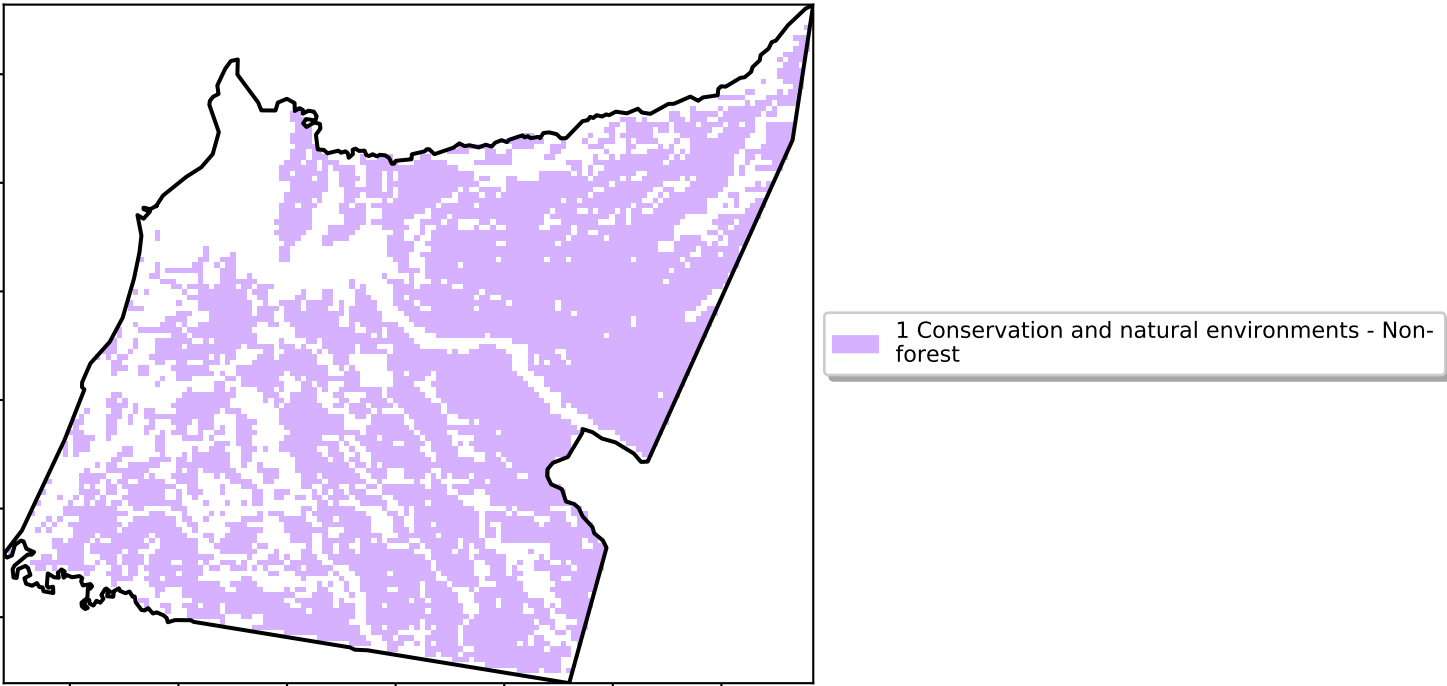 1 Conservation and natural environments - Non-
forest